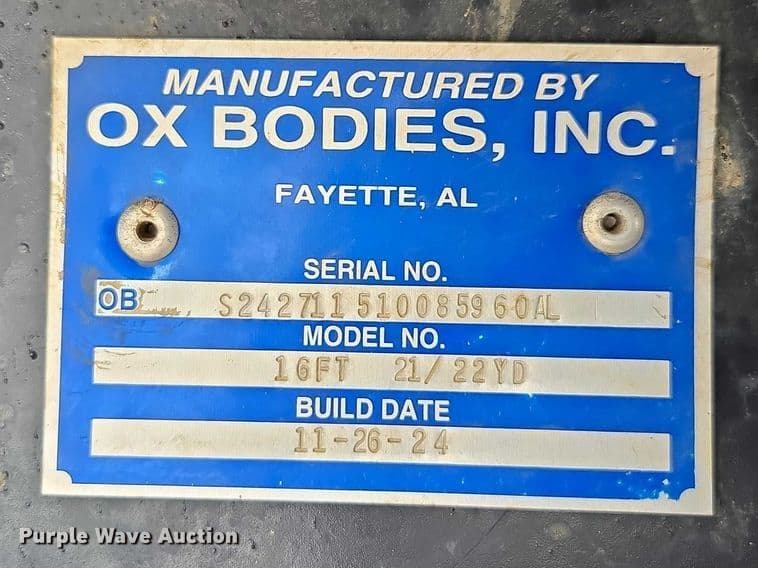 MANUFACTURED BY
OX BODIES, INC.
FAYETTE, AL
SERIAL NO.
OB S242711510085960AL
MODEL NO.
16FT 21/22YD
BUILD DATE
11-26-24
Purple Wave Auction